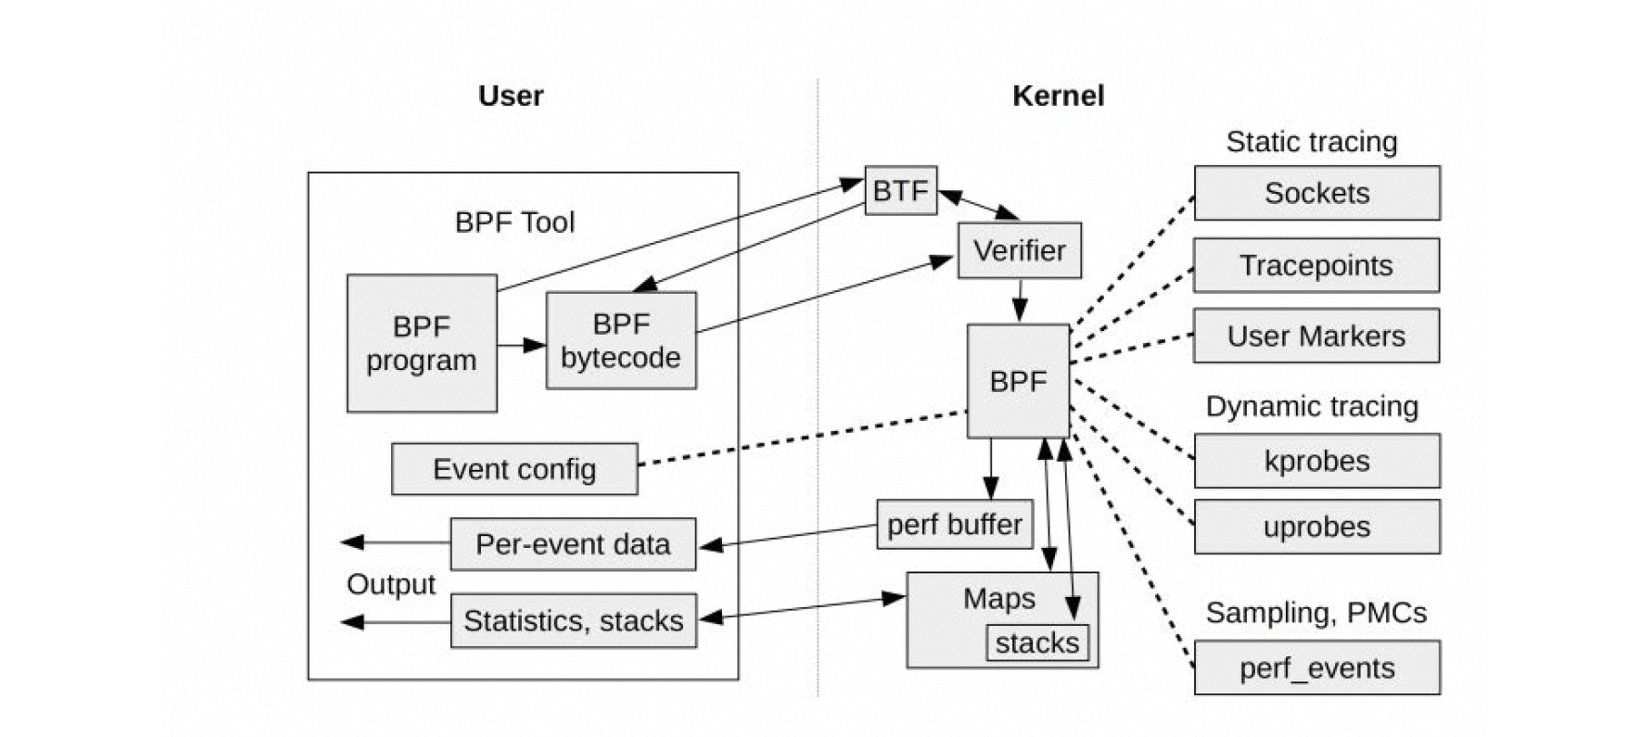 User
Kernel
Static tracing
Sockets
Tracepoints
User Markers
Dynamic tracing
kprobes
uprobes
Sampling, PMCs
perf_events
BTF
Verifier
BPF
perf buffer
Maps
stacks
BPF Tool
BPF
program
BPF
bytecode
Event config
Per-event data
Output
Statistics, stacks